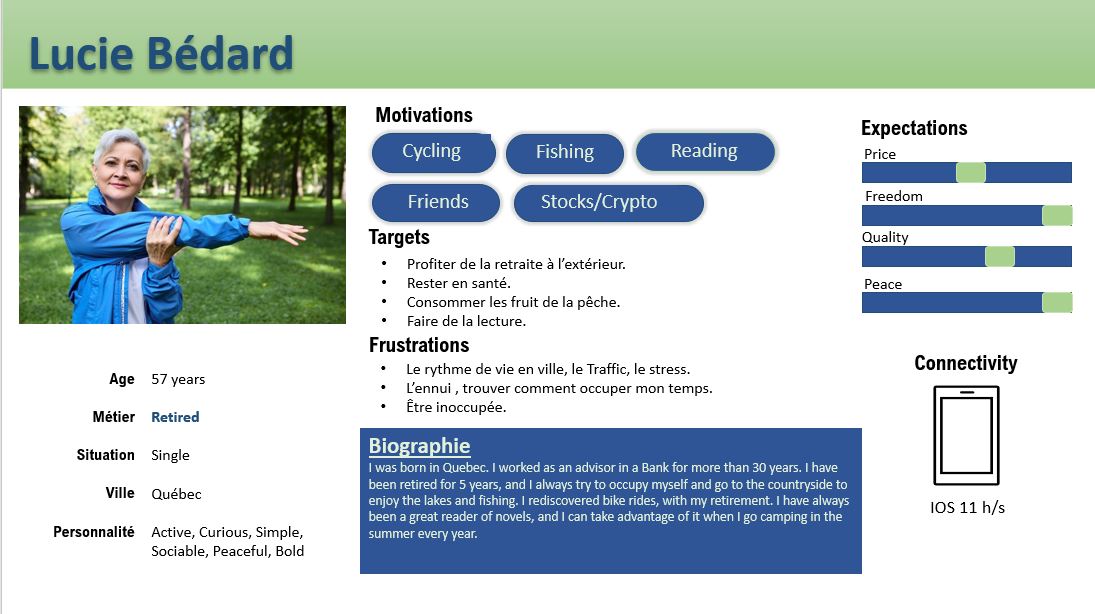 Lucie Bédard
Motivations
Cycling
Fishing
Reading
Friends
Stocks/Crypto
Targets
• Profiter de la retraite à l’extérieur.
• Rester en santé.
• Consommer les fruit de la pêche.
• Faire de la lecture.
Frustrations
• Le rythme de vie en ville, le Traffic, le stress.
• L’ennui , trouver comment occuper mon temps.
• Être inoccupée.
Biographie
I was born in Quebec. I worked as an advisor in a Bank for more than 30 years. I have
been retired for 5 years, and I always try to occupy myself and go to the countryside to
enjoy the lakes and fishing. I rediscovered bike rides, with my retirement. I have always
been a great reader of novels, and I can take advantage of it when I go camping in the
summer every year.
Age 57 years
Métier Retired
Situation Single
Ville Québec
Personnalité Active, Curious, Simple,
Sociable, Peaceful, Bold
Expectations
Price
Freedom
Quality
Peace
Connectivity
IOS 11 h/s